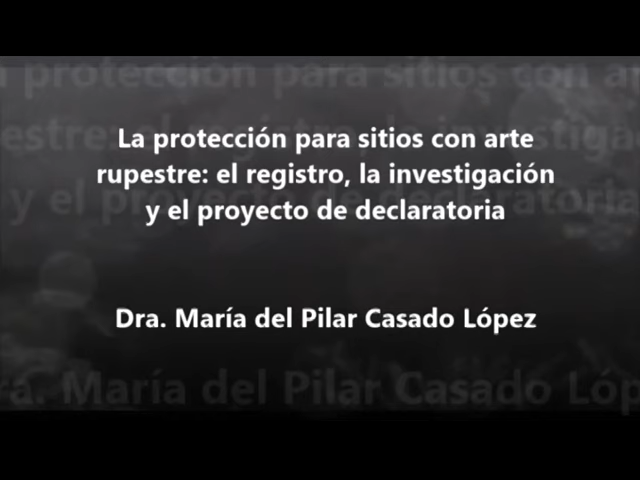 La protección para sitios con arte
rupestre: el registro, la investigación
y el proyecto de declaratoria
Dra. María del Pilar Casado López